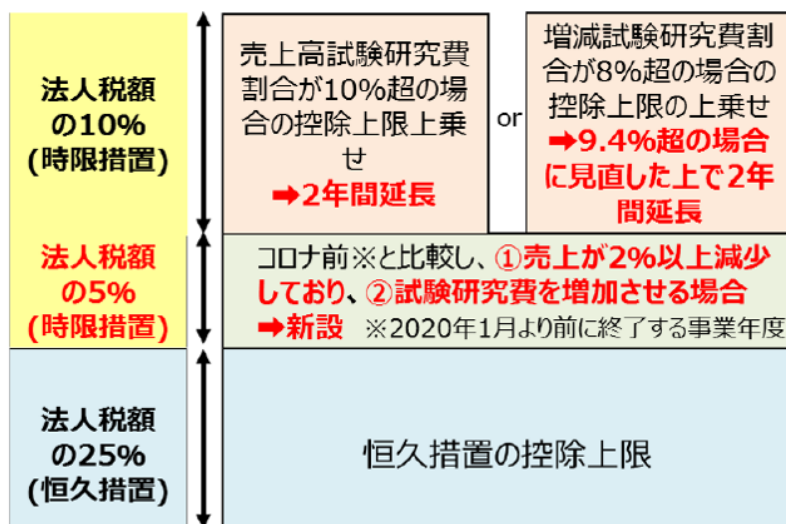 法人税額
の10%
(時限措置)
売上高試験研究費
割合が10%超の場
合の控除上限上乗
せ
➡2年間延長
or
増減試験研究費割
合が8%超の場合の
控除上限の上乗せ
➡9.4%超の場合
に見直した上で2年
間延長
法人税額
の5%
(時限措置)
コロナ前※と比較し、①売上が2%以上減少
しており、②試験研究費を増加させる場合
➡新設 ※2020年1月より前に終了する事業年度
法人税額
の25%
(恒久措置)
恒久措置の控除上限